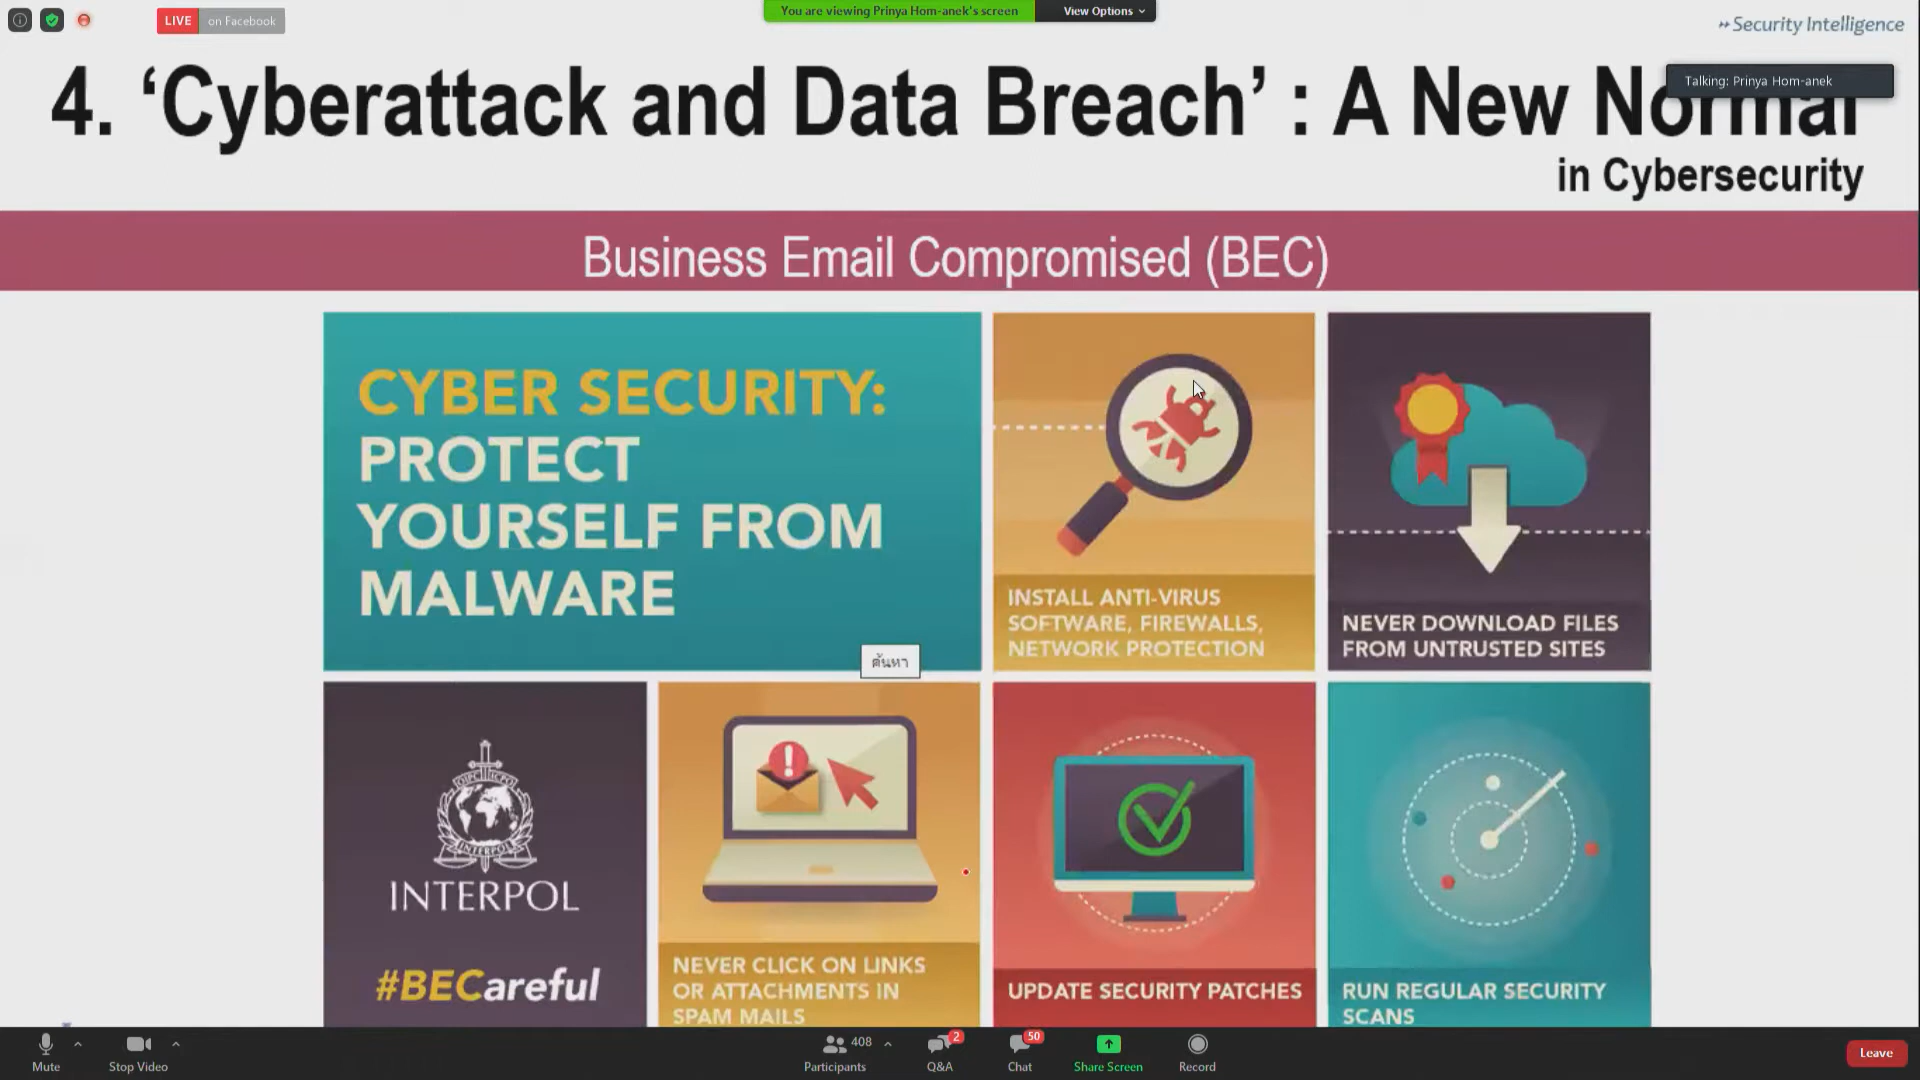 LIVE on Facebook
You are viewing Prinya Hom-anek's screen
View Options
Security Intelligence
Talking: Prinya Hom-anek
4. ‘Cyberattack and Data Breach’ : A New Normal
in Cybersecurity
Business Email Compromised (BEC)
CYBER SECURITY:
PROTECT
YOURSELF FROM
MALWARE
INSTALL ANTI-VIRUS
SOFTWARE, FIREWALLS,
NETWORK PROTECTION
NEVER DOWNLOAD FILES
FROM UNTRUSTED SITES
ค้นหา
INTERPOL
#BECareful
NEVER CLICK ON LINKS
OR ATTACHMENTS IN
SPAM MAILS
UPDATE SECURITY PATCHES
RUN REGULAR SECURITY
SCANS
Mute
Stop Video
408
Participants
2
Q&A
50
Chat
Share Screen
Record
Leave